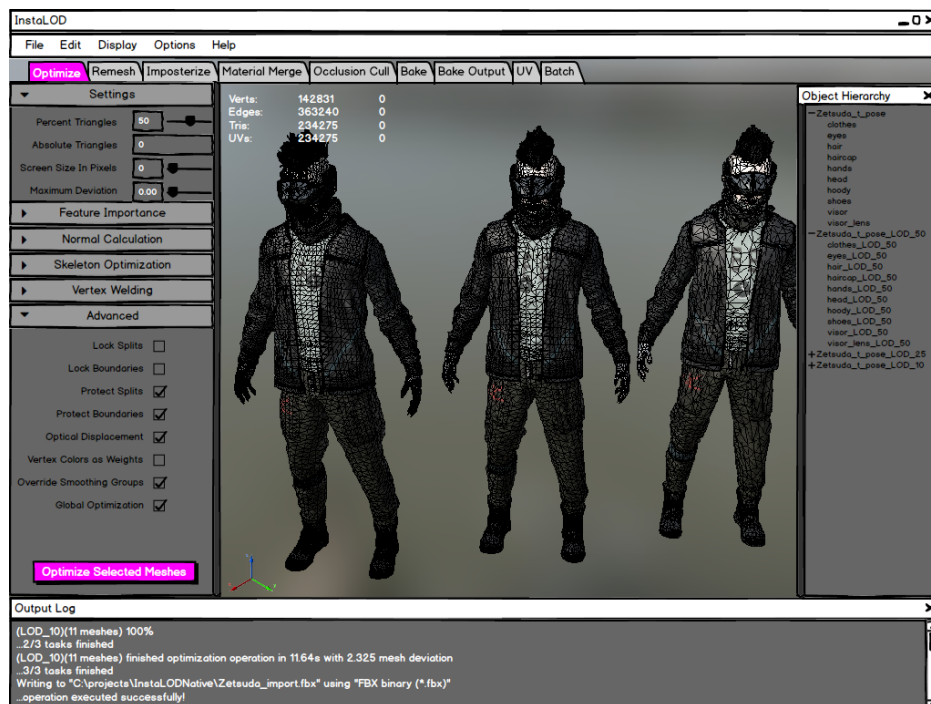 InstaLOD
File Edit Display Options Help
Optimize Remesh Imposterize Material Merge Occlusion Cull Bake Bake Output UV Batch
Settings
Percent Triangles 50
Absolute Triangles 0
Screen Size In Pixels 0
Maximum Deviation 0.00
Feature Importance
Normal Calculation
Skeleton Optimization
Vertex Welding
Advanced
Lock Splits
Lock Boundaries
Protect Splits
Protect Boundaries
Optical Displacement
Vertex Colors as Weights
Override Smoothing Groups
Global Optimization
Optimize Selected Meshes
Verts: 142831 0
Edges: 363240 0
Tris: 234275 0
UVs: 234275 0
Object Hierarchy
Zetsuda_t_pose
clothes
eyes
hair
haircap
hands
head
hoody
shoes
visor
visor_lens
Zetsuda_t_pose_LOD_50
clothes_LOD_50
eyes_LOD_50
hair_LOD_50
haircap_LOD_50
hands_LOD_50
head_LOD_50
hoody_LOD_50
shoes_LOD_50
visor_LOD_50
visor_lens_LOD_50
+Zetsuda_t_pose_LOD_25
+Zetsuda_t_pose_LOD_10
Output Log
(LOD_10)(11 meshes) 100%
...2/3 tasks finished
(LOD_10)(11 meshes) finished optimization operation in 11.64s with 2.325 mesh deviation
...3/3 tasks finished
Writing to "C:\projects\InstaLODNative\Zetsuda_import.fbx" using "FBX binary (*.fbx)"
...operation executed successfully!